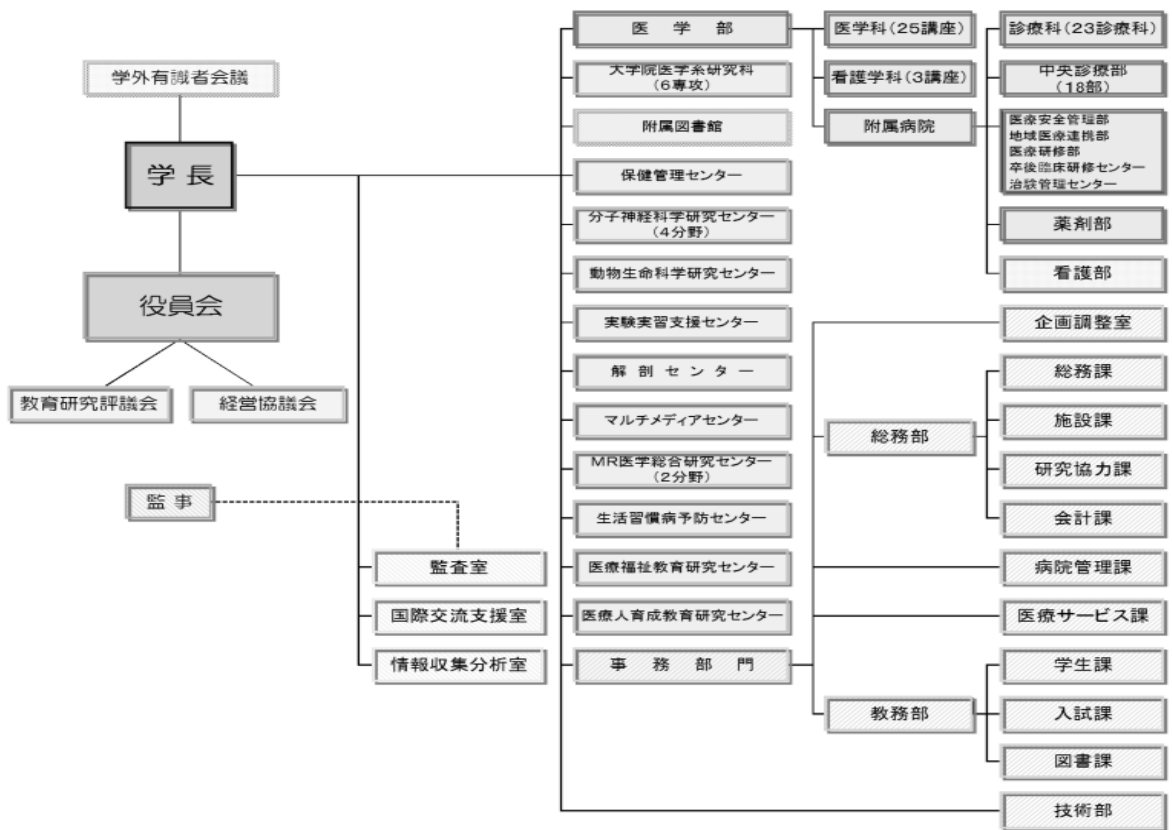 学外有識者会議
学長
役員会
教育研究評議会
経営協議会
監事
監査室
国際交流支援室
情報収集分析室
医学部
大学院医学系研究科
(6専攻)
附属図書館
保健管理センター
分子神経科学研究センター
(4分野)
動物生命科学研究センター
実験実習支援センター
解剖センター
マルチメディアセンター
MR医学総合研究センター
(2分野)
生活習慣病予防センター
医療福祉教育研究センター
医療人育成教育研究センター
事務部門
医学科(25講座)
看護学科(3講座)
附属病院
診療科(23診療科)
中央診療部
(18部)
医療安全管理部
地域医療連携部
医療研修部
卒後臨床研修センター
治験管理センター
薬剤部
看護部
企画調整室
総務部
総務課
施設課
研究協力課
会計課
病院管理課
医療サービス課
教務部
学生課
入試課
図書課
技術部